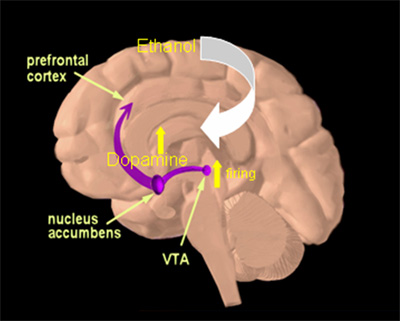 Ethanol
prefrontal
cortex
Dopamine
firing
nucleus
accumbens
VTA